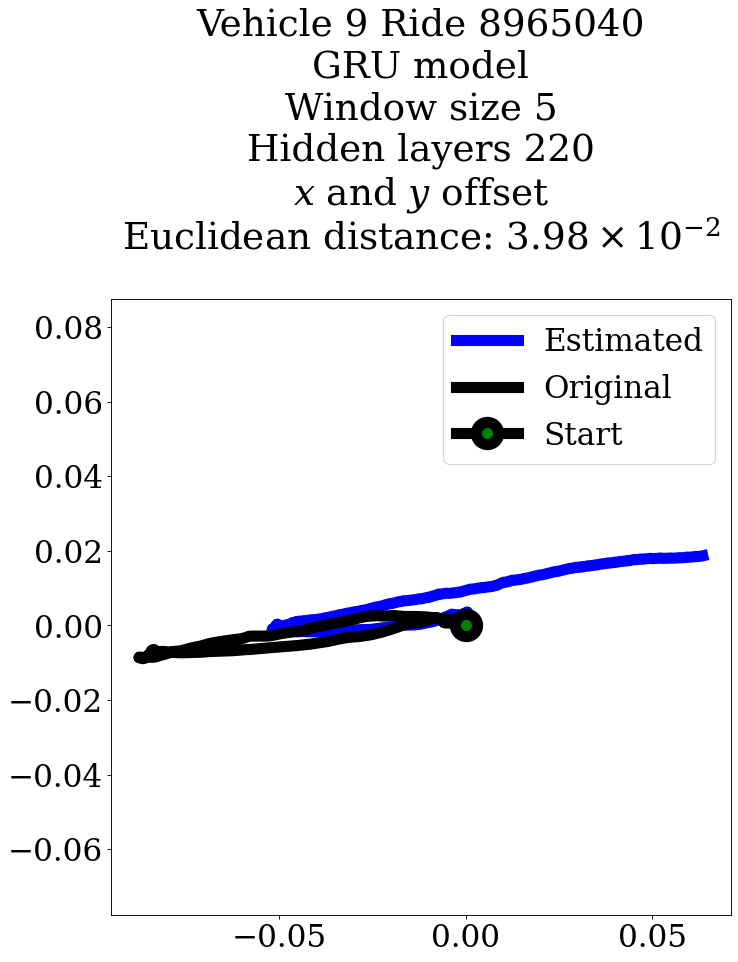 Vehicle 9 Ride 8965040
GRU model
Window size 5
Hidden layers 220
x and y offset
Euclidean distance: 3.98 × 10⁻²
Estimated
Original
Start
0.08
0.06
0.04
0.02
0.00
−0.02
−0.04
−0.06
−0.05 0.00 0.05